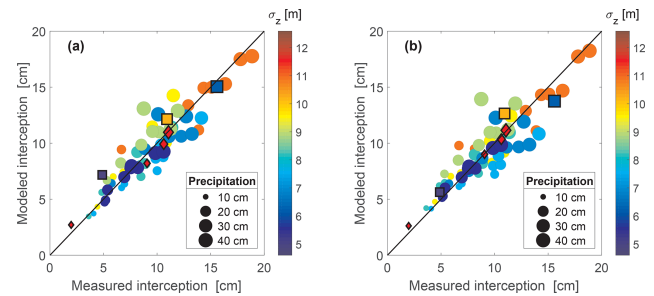 σz [m]
σz [m]
20
(a)
15
10
5
0
0
5
10
15
20
Modeled interception [cm]
Measured interception [cm]
Precipitation
10 cm
20 cm
30 cm
40 cm
12
11
10
9
8
7
6
5
20
(b)
15
10
5
0
0
5
10
15
20
Modeled interception [cm]
Measured interception [cm]
Precipitation
10 cm
20 cm
30 cm
40 cm
12
11
10
9
8
7
6
5